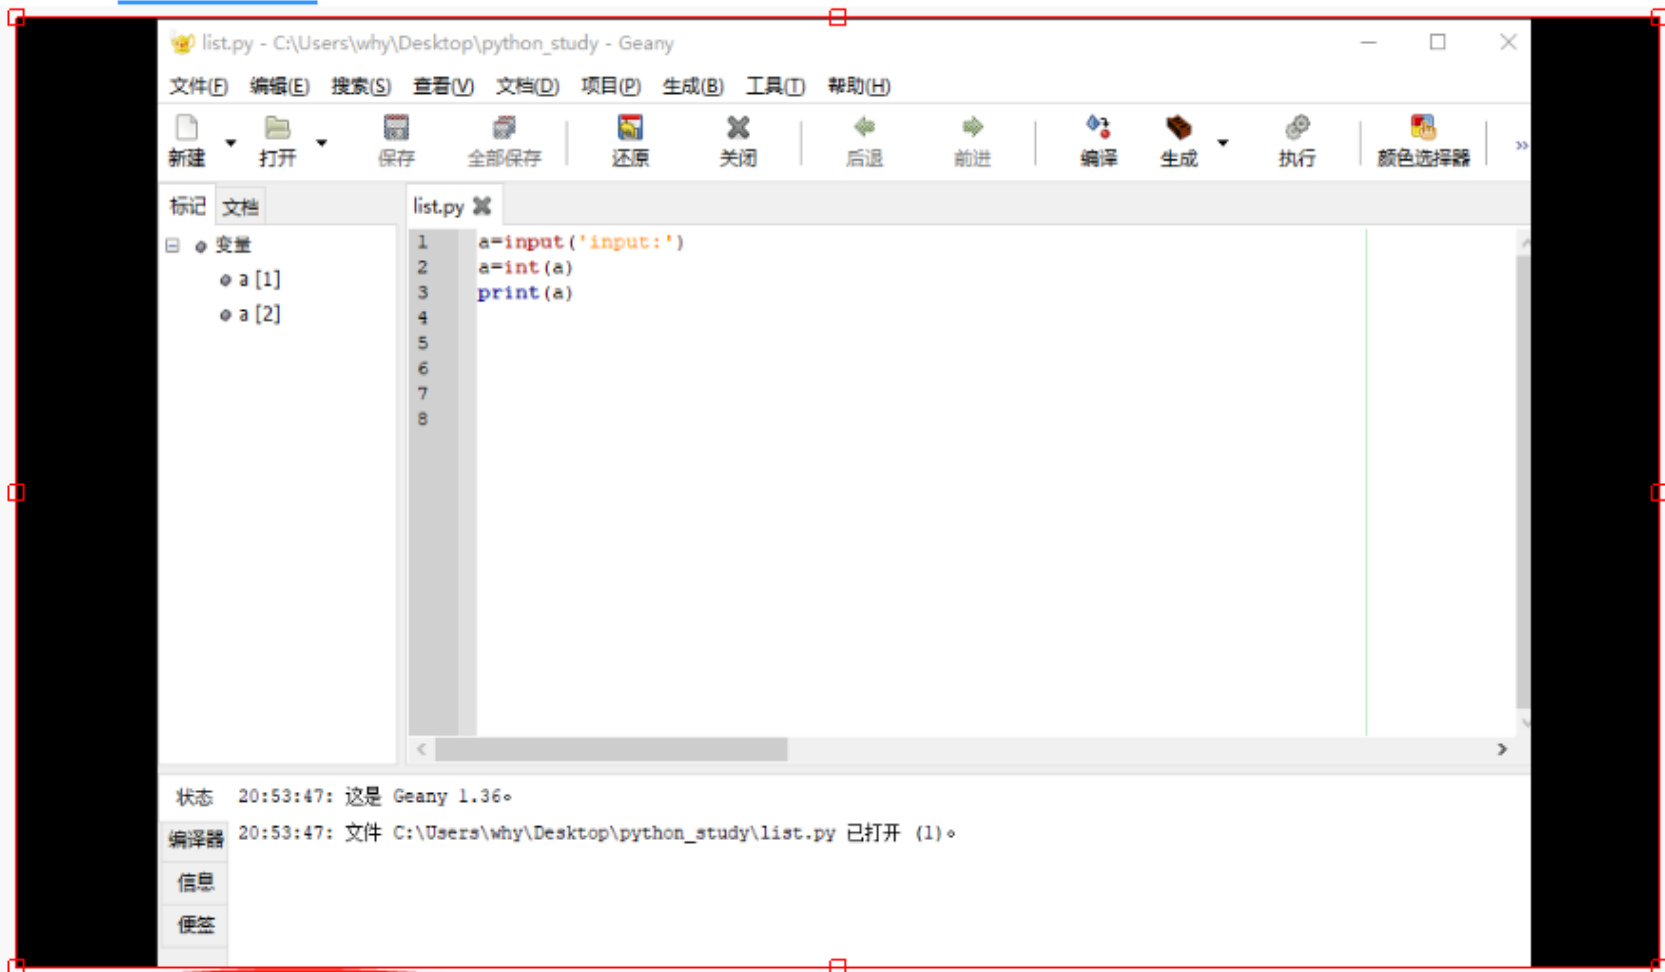 list.py - C:\Users\why\Desktop\python_study - Geany
文件(F) 编辑(E) 搜索(S) 查看(V) 文档(D) 项目(P) 生成(B) 工具(T) 帮助(H)
新建 打开 保存 全部保存 还原 关闭 后退 前进 编译 生成 执行 颜色选择器 »
标记 文档 list.py
变量
a [1]
a [2]
1 a=input('input:')
2 a=int(a)
3 print(a)
4
5
6
7
8
状态 20:53:47: 这是 Geany 1.36。
编译器 20:53:47: 文件 C:\Users\why\Desktop\python_study\list.py 已打开 (1)。
信息
便签